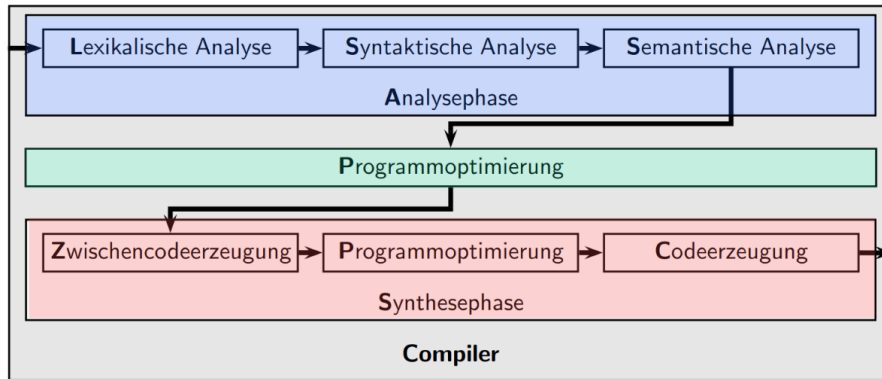 Lexikalische Analyse
Syntaktische Analyse
Semantische Analyse
Analysephase
Programmoptimierung
Zwischencodeerzeugung
Programmoptimierung
Codeerzeugung
Synthesephase
Compiler